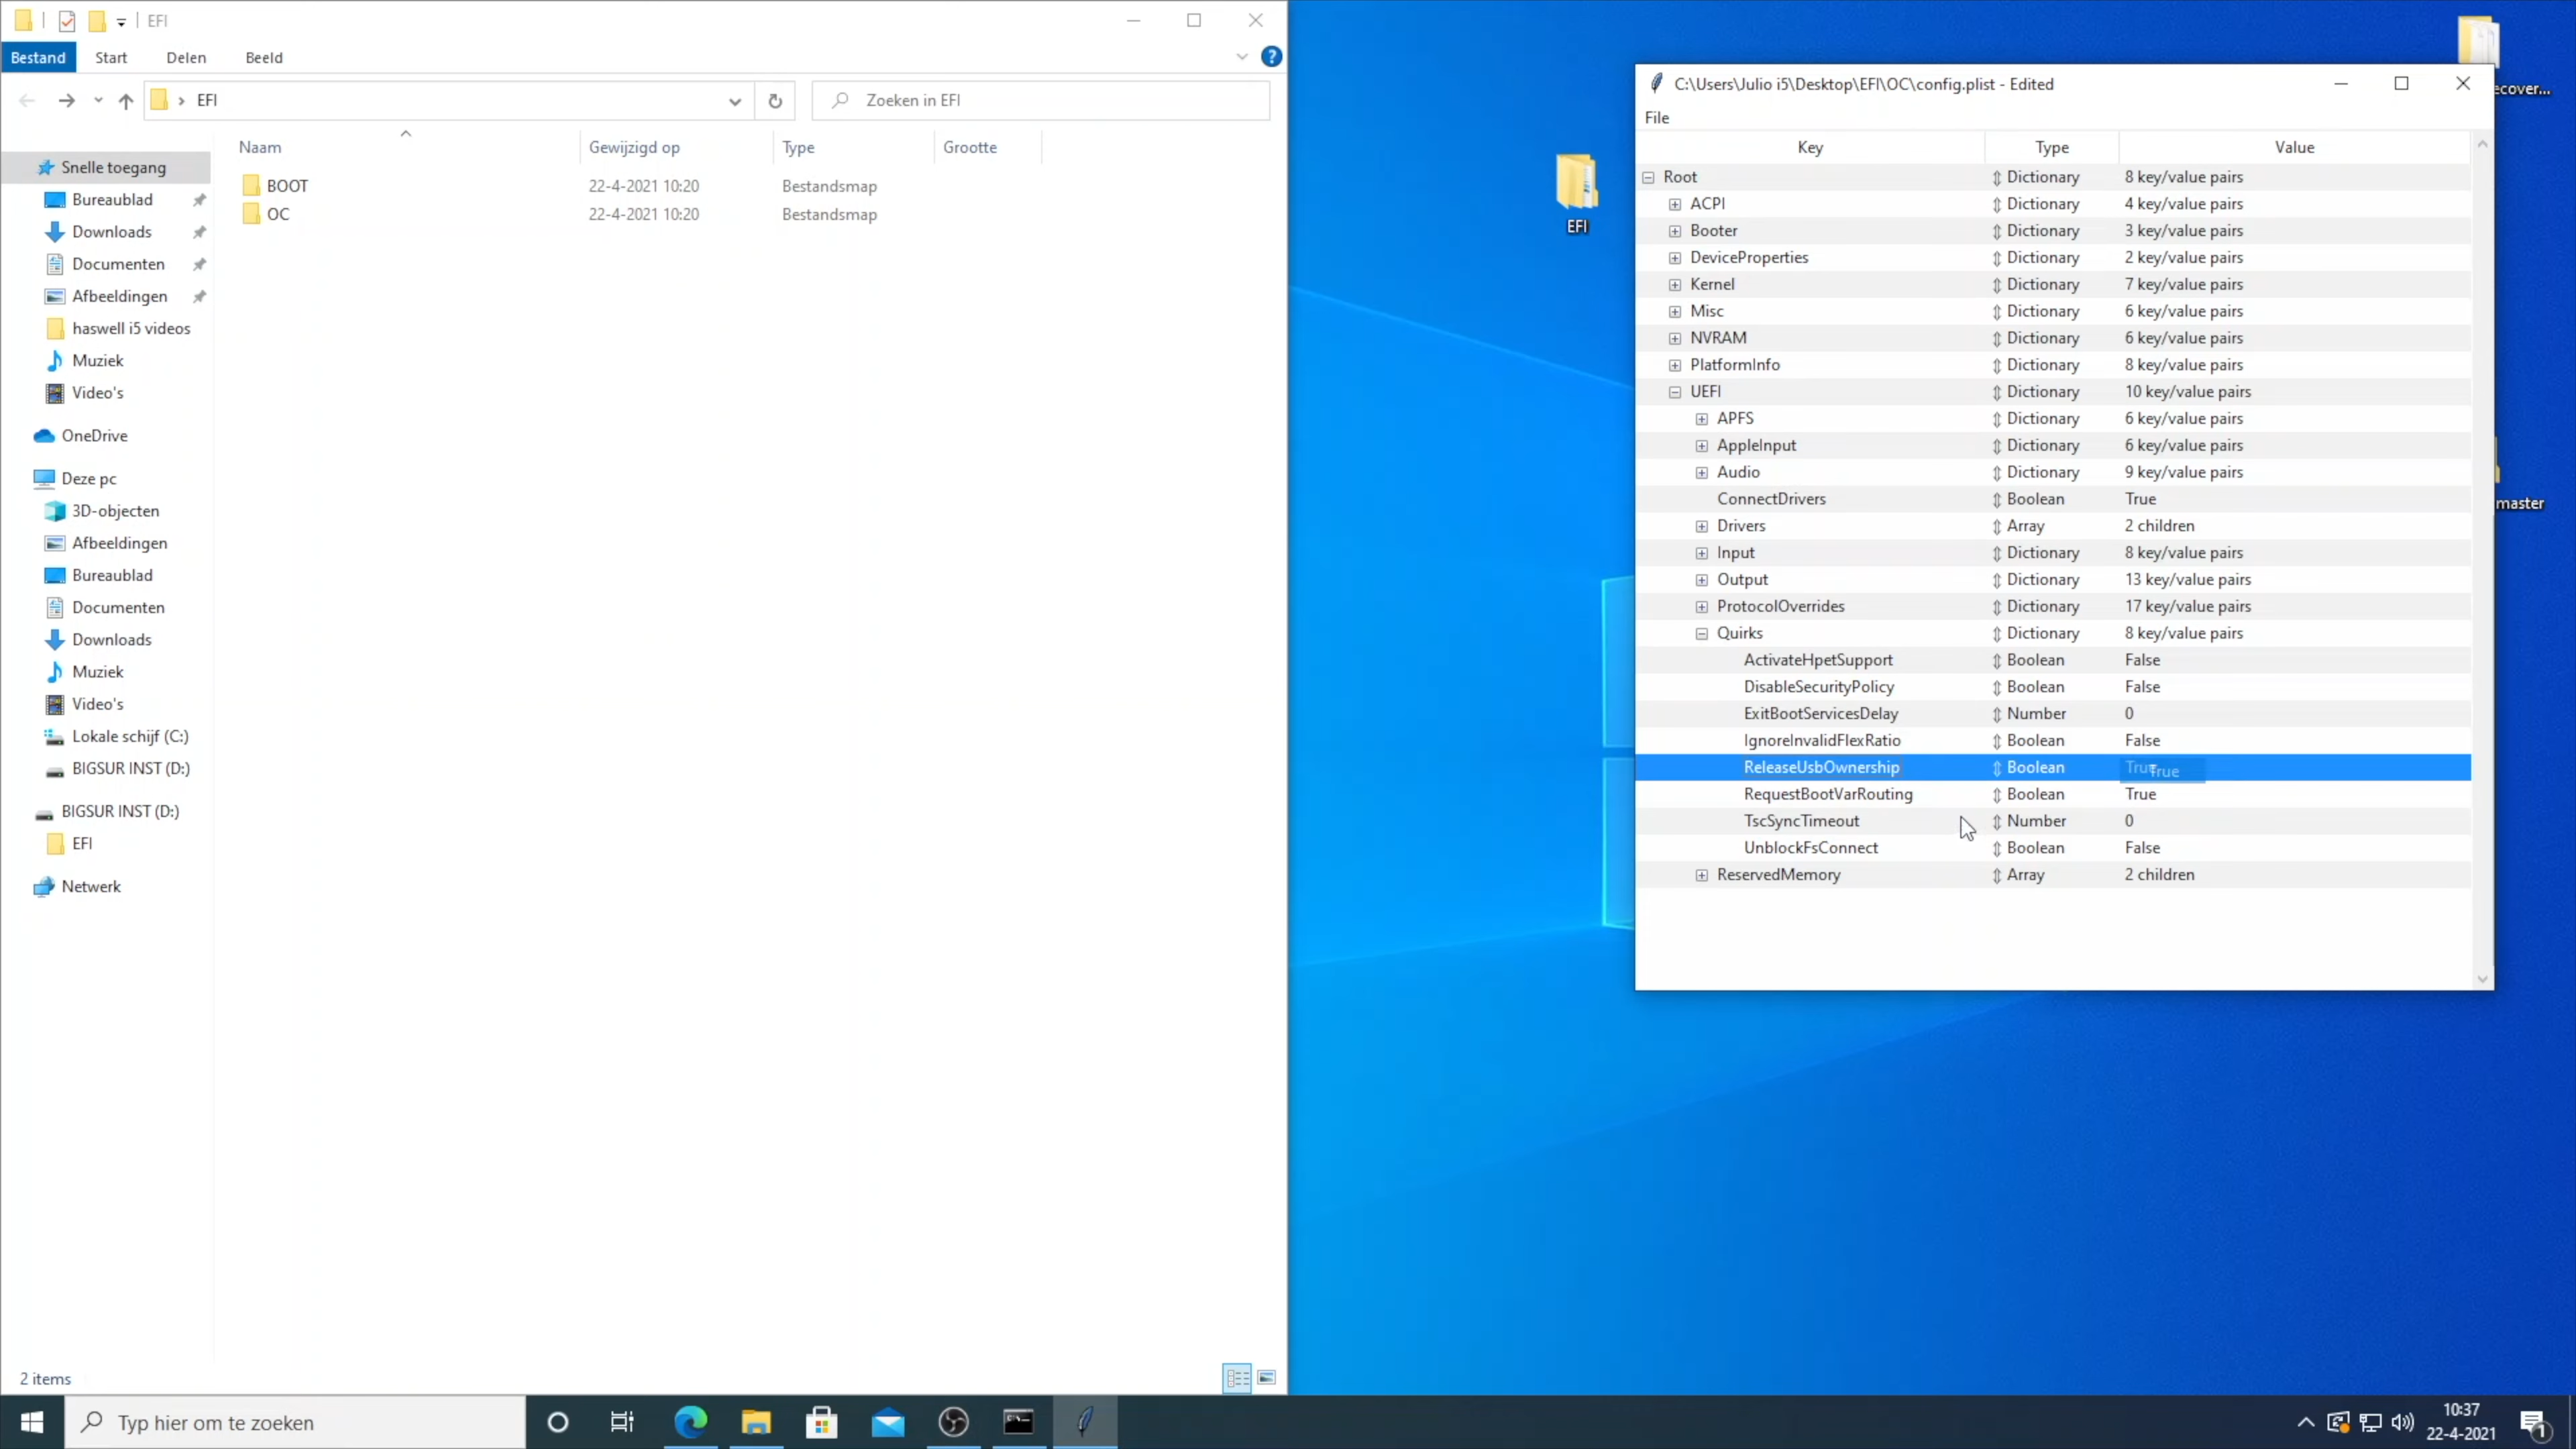 EFI
Bestand Start Delen Beeld
EFI
Zoeken in EFI
Naam Gewijzigd op Type Grootte
BOOT 22-4-2021 10:20 Bestandsmap
OC 22-4-2021 10:20 Bestandsmap
Snelle toegang
Bureaublad
Downloads
Documenten
Afbeeldingen
haswell i5 videos
Muziek
Video's
OneDrive
Deze pc
3D-objecten
Afbeeldingen
Bureaublad
Documenten
Downloads
Muziek
Video's
Lokale schijf (C:)
BIGSUR INST (D:)
BIGSUR INST (D:)
EFI
Netwerk
2 items
EFI
ecover...
master
C:\Users\Julio i5\Desktop\EFI\OC\config.plist - Edited
File
Key Type Value
Root Dictionary 8 key/value pairs
ACPI Dictionary 4 key/value pairs
Booter Dictionary 3 key/value pairs
DeviceProperties Dictionary 2 key/value pairs
Kernel Dictionary 7 key/value pairs
Misc Dictionary 6 key/value pairs
NVRAM Dictionary 6 key/value pairs
PlatformInfo Dictionary 8 key/value pairs
UEFI Dictionary 10 key/value pairs
APFS Dictionary 6 key/value pairs
AppleInput Dictionary 6 key/value pairs
Audio Dictionary 9 key/value pairs
ConnectDrivers Boolean True
Drivers Array 2 children
Input Dictionary 8 key/value pairs
Output Dictionary 13 key/value pairs
ProtocolOverrides Dictionary 17 key/value pairs
Quirks Dictionary 8 key/value pairs
ActivateHpetSupport Boolean False
DisableSecurityPolicy Boolean False
ExitBootServicesDelay Number 0
IgnoreInvalidFlexRatio Boolean False
ReleaseUsbOwnership Boolean True True
RequestBootVarRouting Boolean True
TscSyncTimeout Number 0
UnblockFsConnect Boolean False
ReservedMemory Array 2 children
Typ hier om te zoeken
10:37
22-4-2021
1